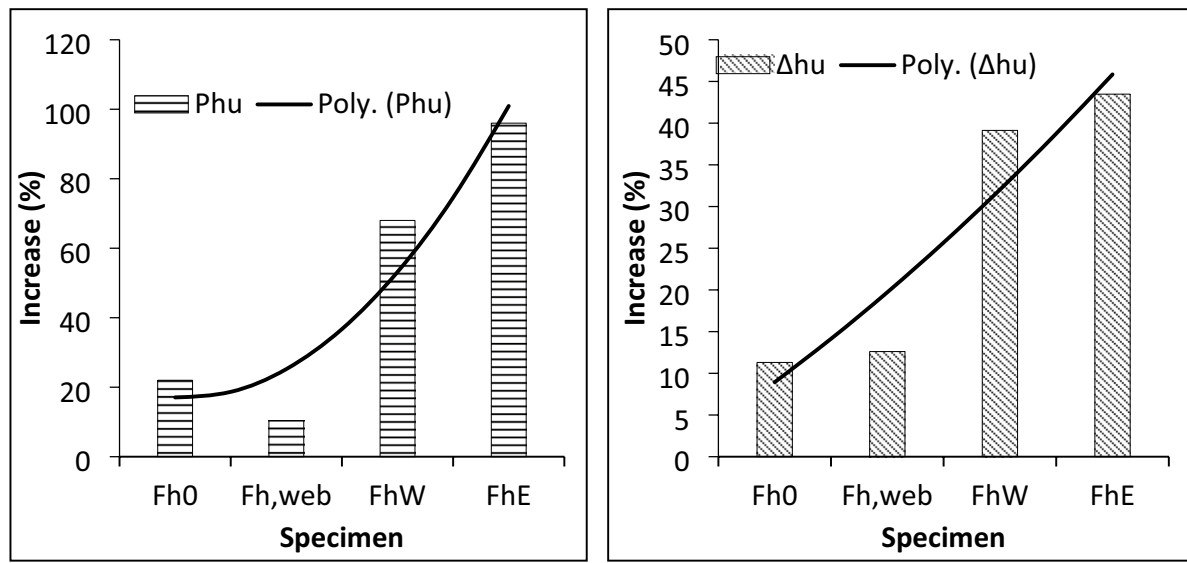 120
100
80
60
40
20
0
Increase (%)
Phu Poly. (Phu)
Fh0 Fh,web FhW FhE
Specimen
50
45
40
35
30
25
20
15
10
5
0
Increase (%)
Δhu Poly. (Δhu)
Fh0 Fh,web FhW FhE
Specimen